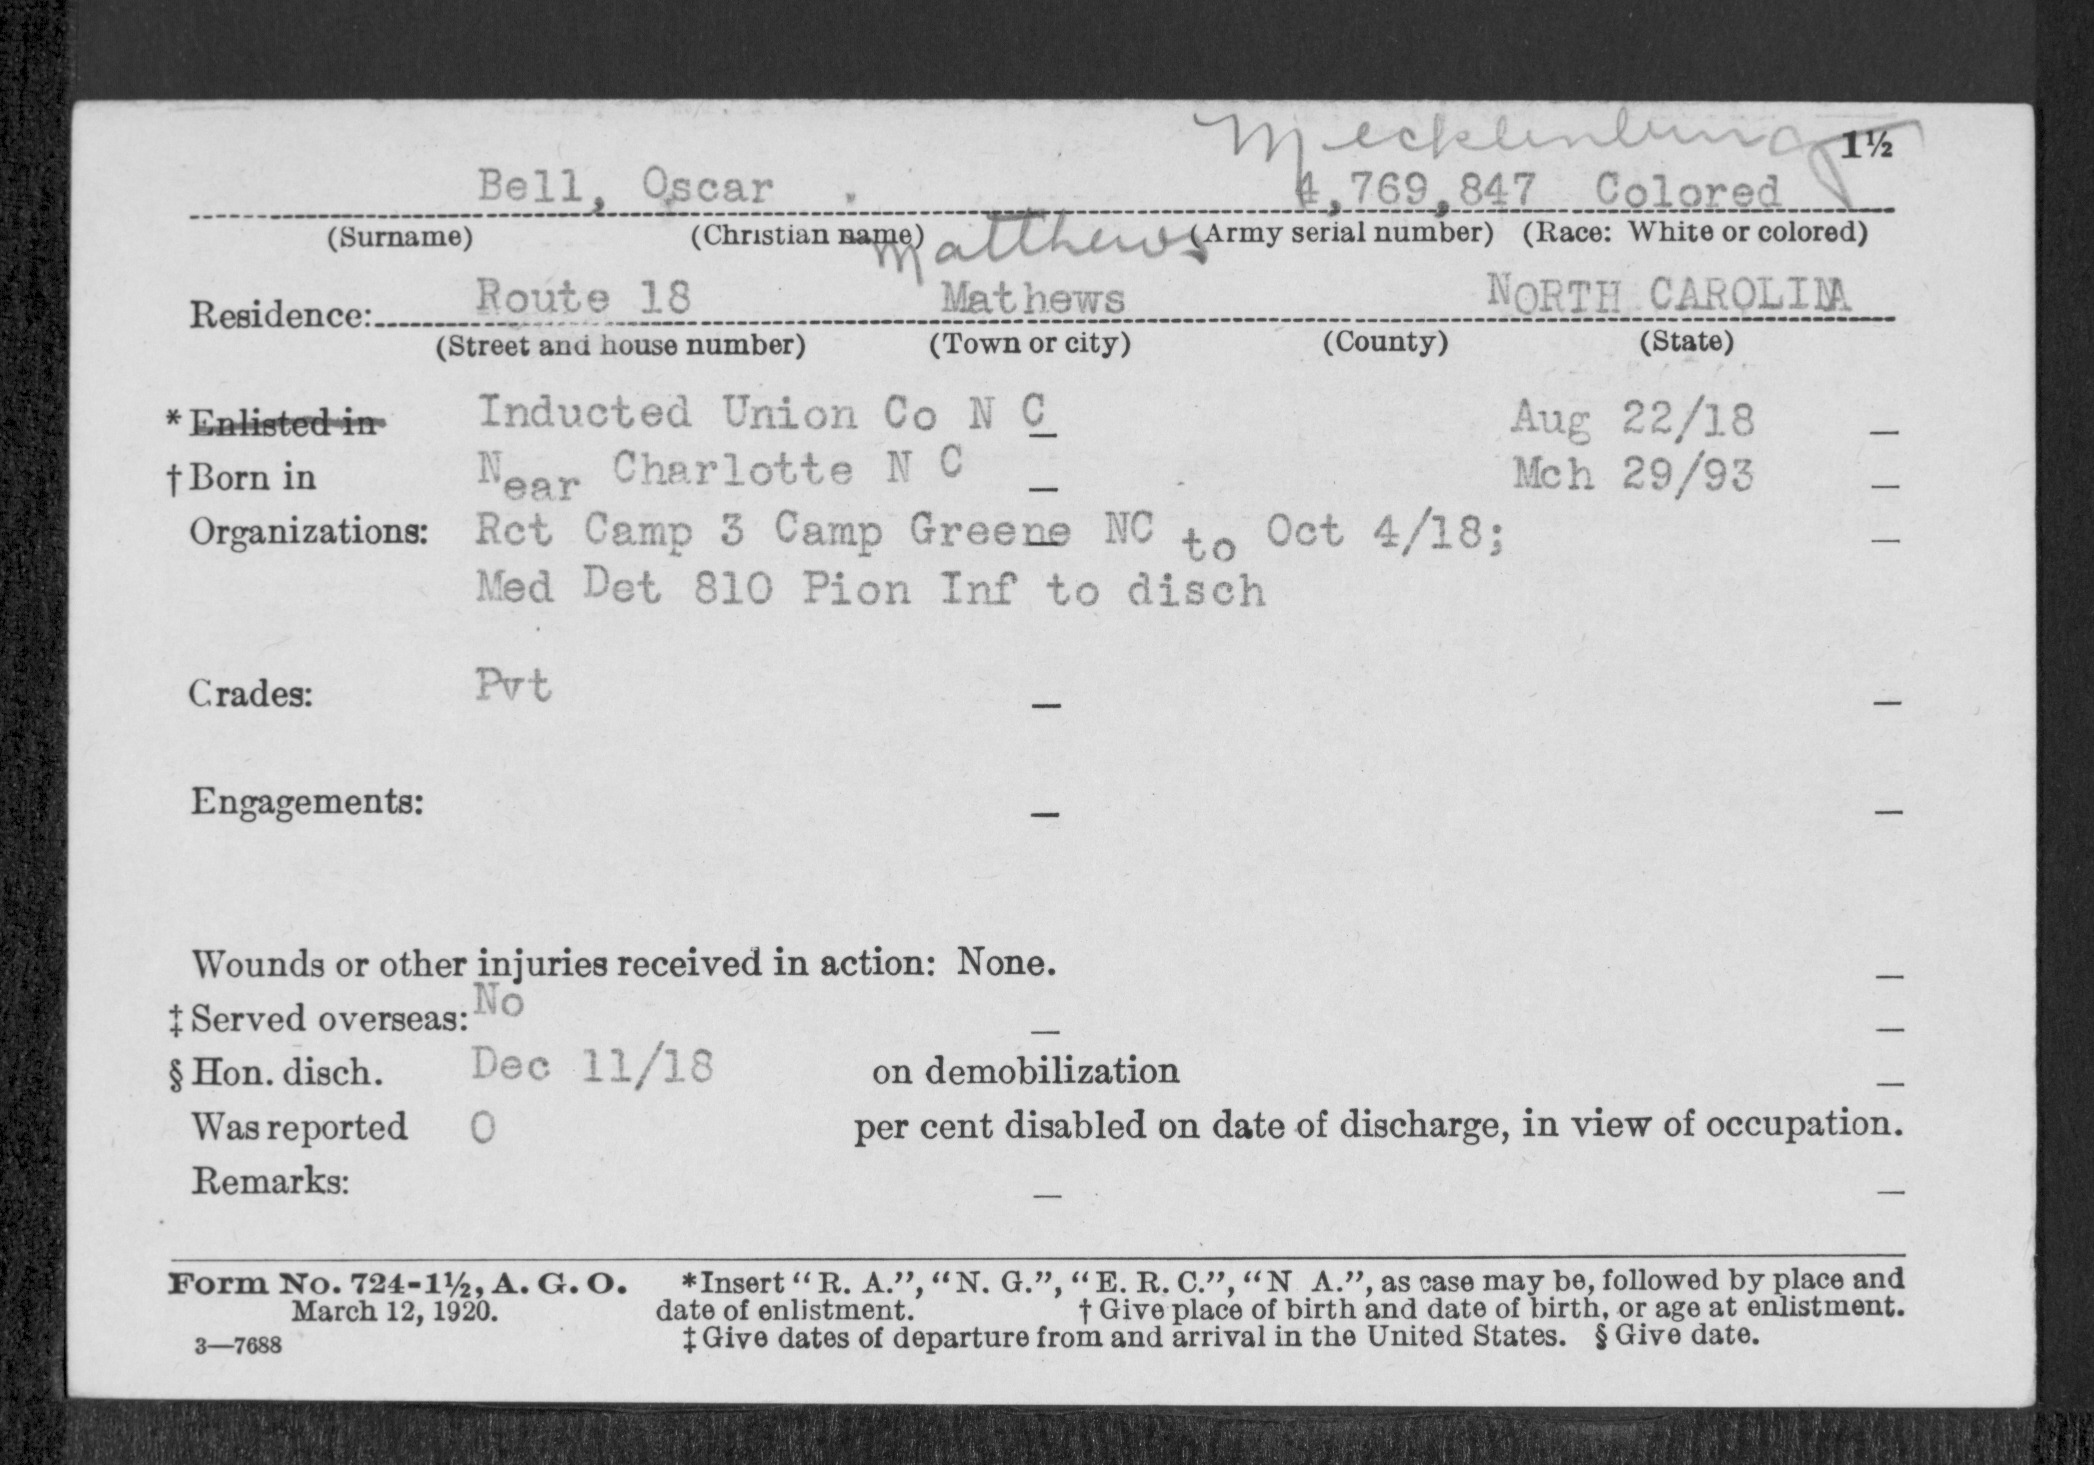 Mecklenburg
1½
Bell, Oscar 4,769,847 Colored
(Surname) (Christian name) (Army serial number) (Race: White or colored)
Matthews
Residence: Route 18 Mathews NORTH CAROLINA
(Street and house number) (Town or city) (County) (State)
* Enlisted in Inducted Union Co N C Aug 22/18
† Born in Near Charlotte N C Mch 29/93
Organizations: Rct Camp 3 Camp Greene NC to Oct 4/18;
Med Det 810 Pion Inf to disch
Grades: Pvt
Engagements:
Wounds or other injuries received in action: None.
‡ Served overseas: No
§ Hon. disch. Dec 11/18 on demobilization
Was reported 0 per cent disabled on date of discharge, in view of occupation.
Remarks:
Form No. 724-1½, A. G. O. *Insert "R. A.", "N. G.", "E. R. C.", "N A.", as case may be, followed by place and
March 12, 1920. date of enlistment. † Give place of birth and date of birth, or age at enlistment.
3—7688 ‡ Give dates of departure from and arrival in the United States. § Give date.